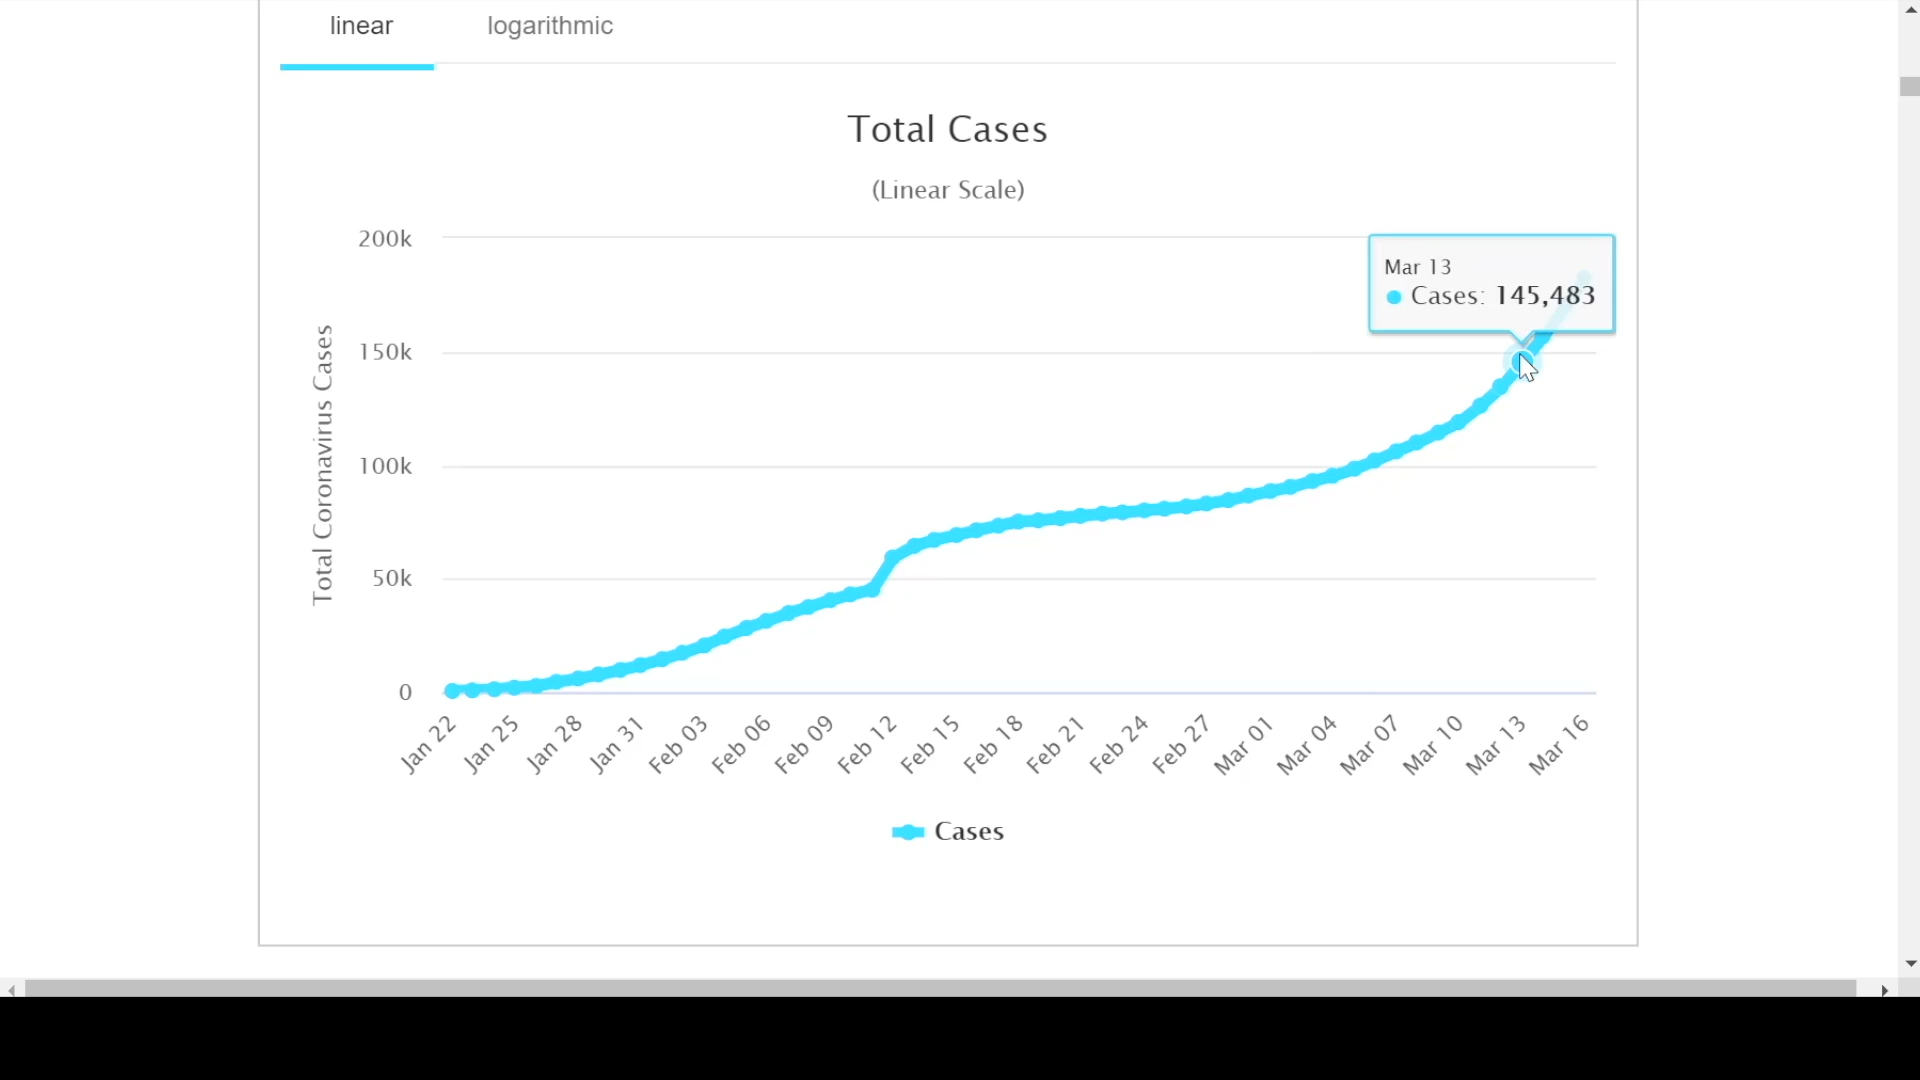 linear logarithmic
Total Cases
(Linear Scale)
Total Coronavirus Cases
200k
150k
100k
50k
0
Mar 13
Cases: 145,483
Jan 22 Jan 25 Jan 28 Jan 31 Feb 03 Feb 06 Feb 09 Feb 12 Feb 15 Feb 18 Feb 21 Feb 24 Feb 27 Mar 01 Mar 04 Mar 07 Mar 10 Mar 13 Mar 16
Cases